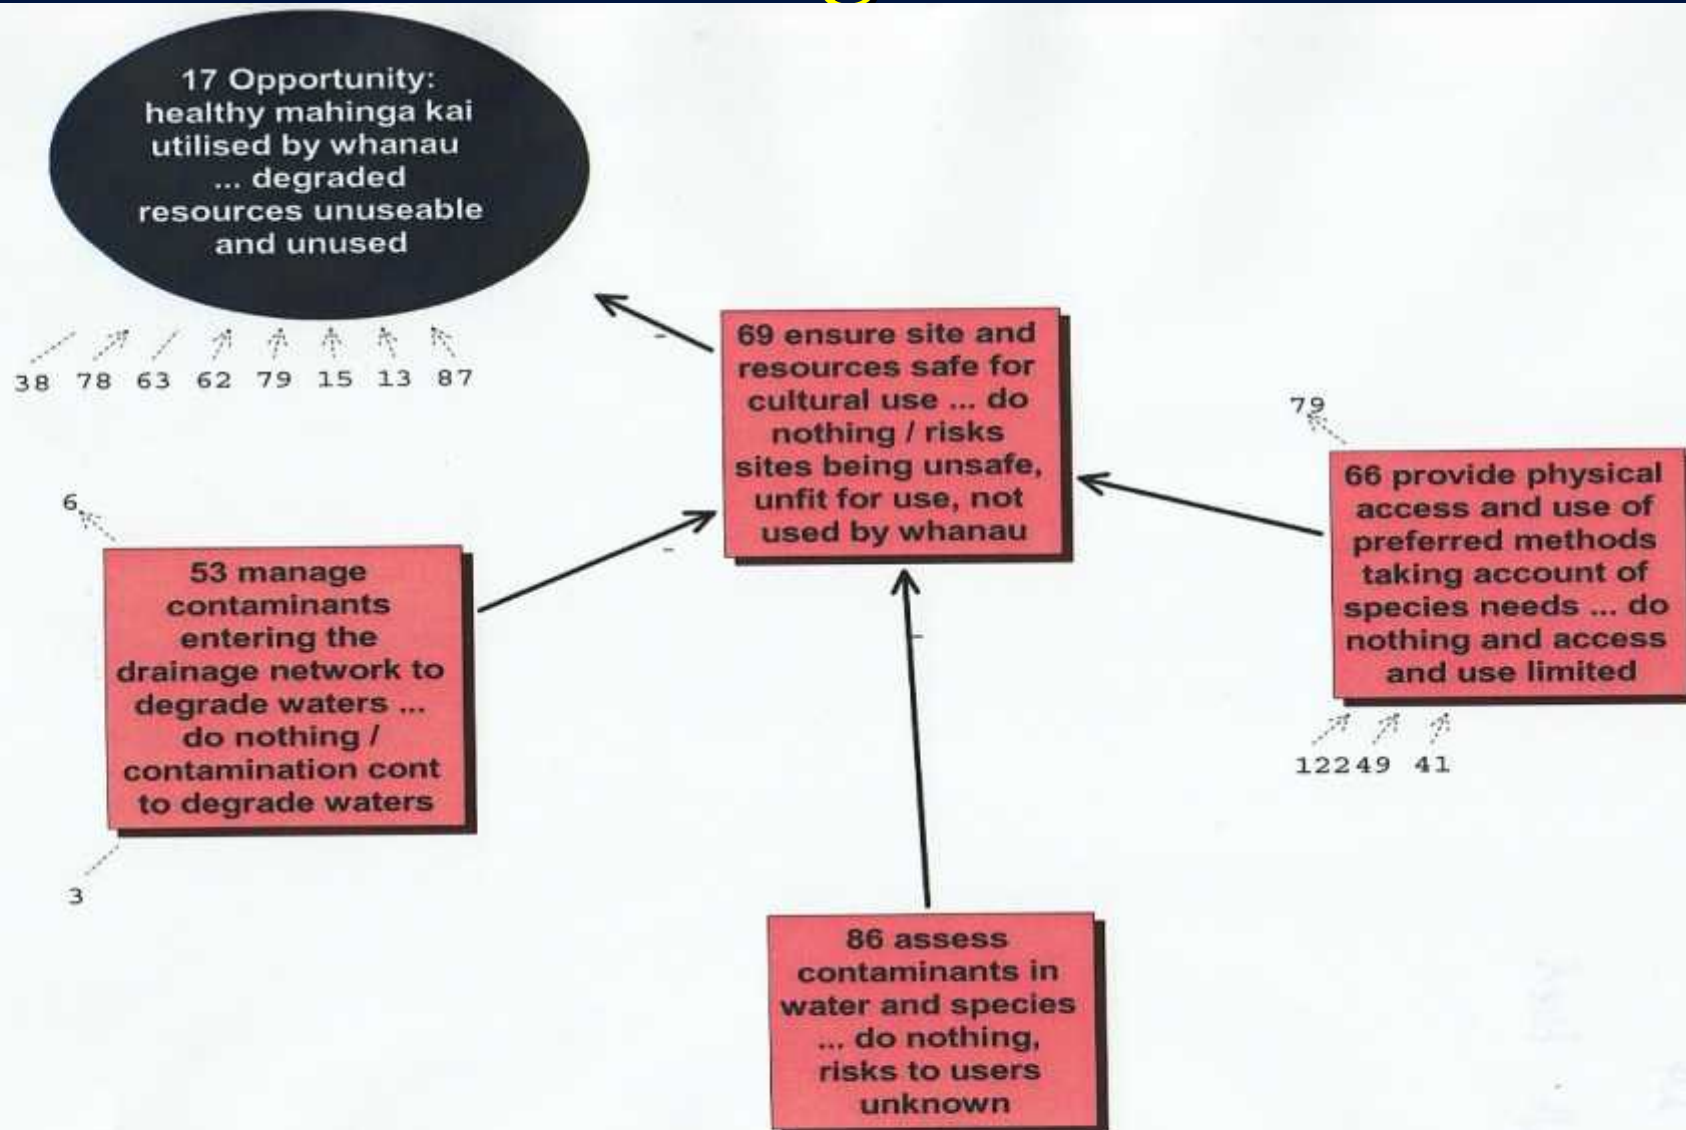 17 Opportunity:
healthy mahinga kai
utilised by whanau
... degraded
resources unuseable
and unused
38 78 63 62 79 15 13 87
69 ensure site and
resources safe for
cultural use ... do
nothing / risks
sites being unsafe,
unfit for use, not
used by whanau
-
79
66 provide physical
access and use of
preferred methods
taking account of
species needs ... do
nothing and access
and use limited
122 49 41
6
53 manage
contaminants
entering the
drainage network to
degrade waters ...
do nothing /
contamination cont
to degrade waters
3
-
-
86 assess
contaminants in
water and species
... do nothing,
risks to users
unknown